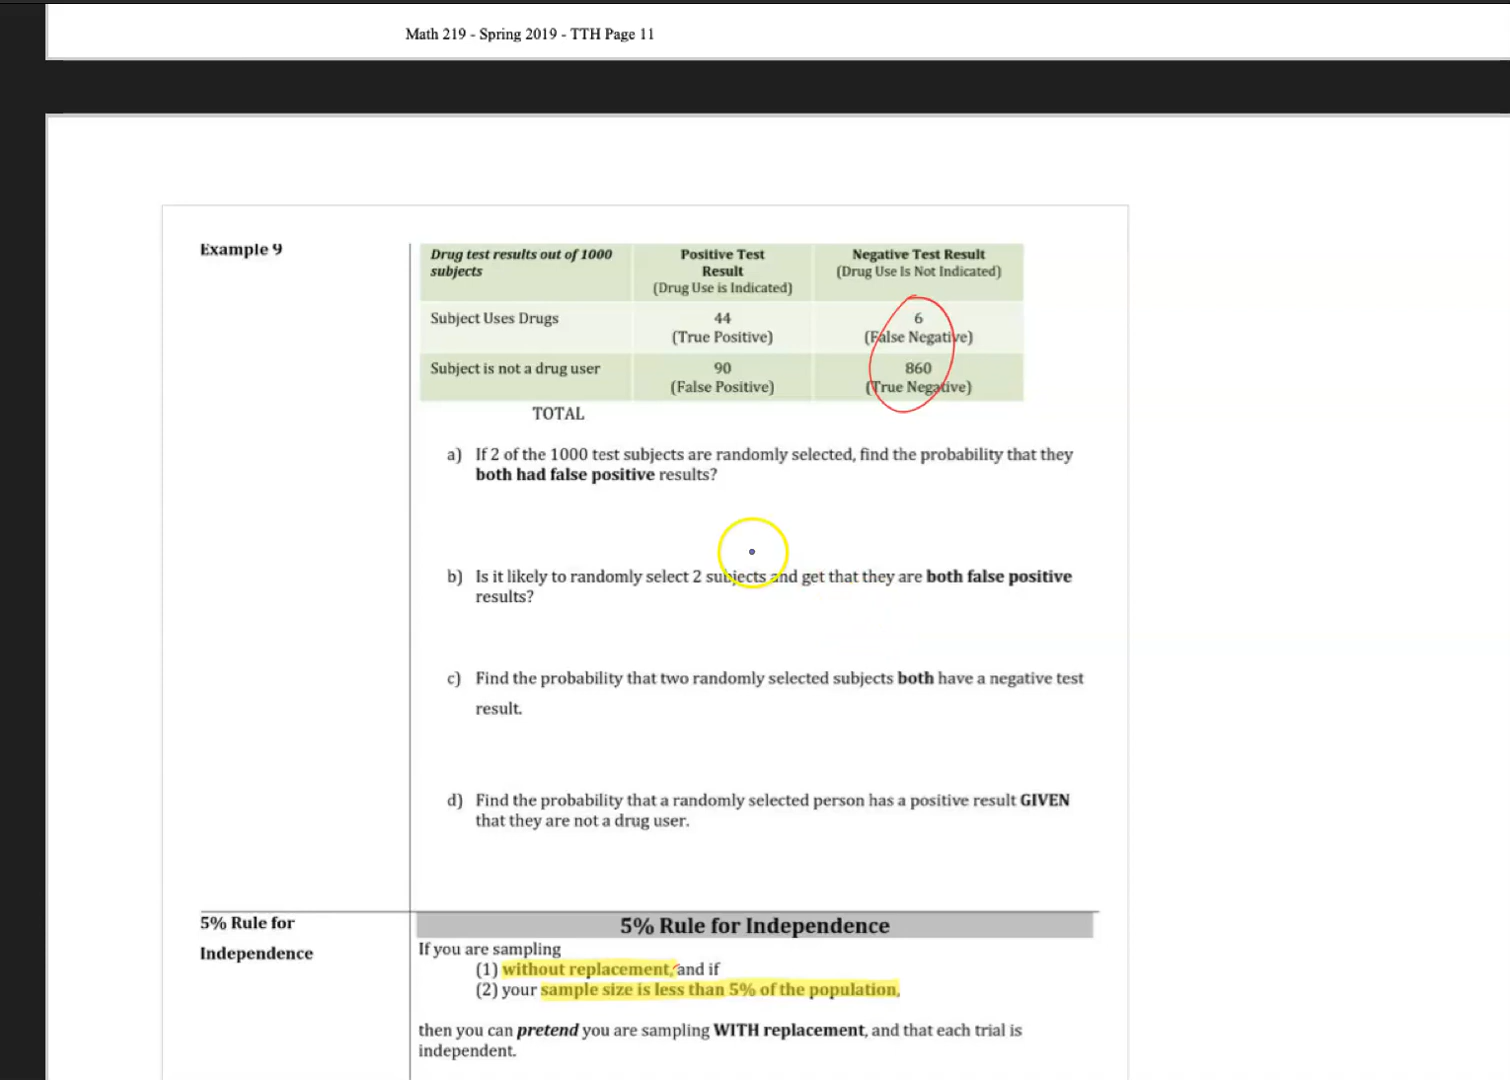 Math 219 - Spring 2019 - TTH Page 11
Example 9
Drug test results out of 1000
subjects
Positive Test
Result
(Drug Use is Indicated)
Negative Test Result
(Drug Use Is Not Indicated)
Subject Uses Drugs
44
(True Positive)
6
(False Negative)
Subject is not a drug user
90
(False Positive)
860
(True Negative)
TOTAL
a) If 2 of the 1000 test subjects are randomly selected, find the probability that they
both had false positive results?
b) Is it likely to randomly select 2 subjects and get that they are both false positive
results?
c) Find the probability that two randomly selected subjects both have a negative test
result.
d) Find the probability that a randomly selected person has a positive result GIVEN
that they are not a drug user.
5% Rule for
Independence
5% Rule for Independence
If you are sampling
(1) without replacement, and if
(2) your sample size is less than 5% of the population,
then you can pretend you are sampling WITH replacement, and that each trial is
independent.